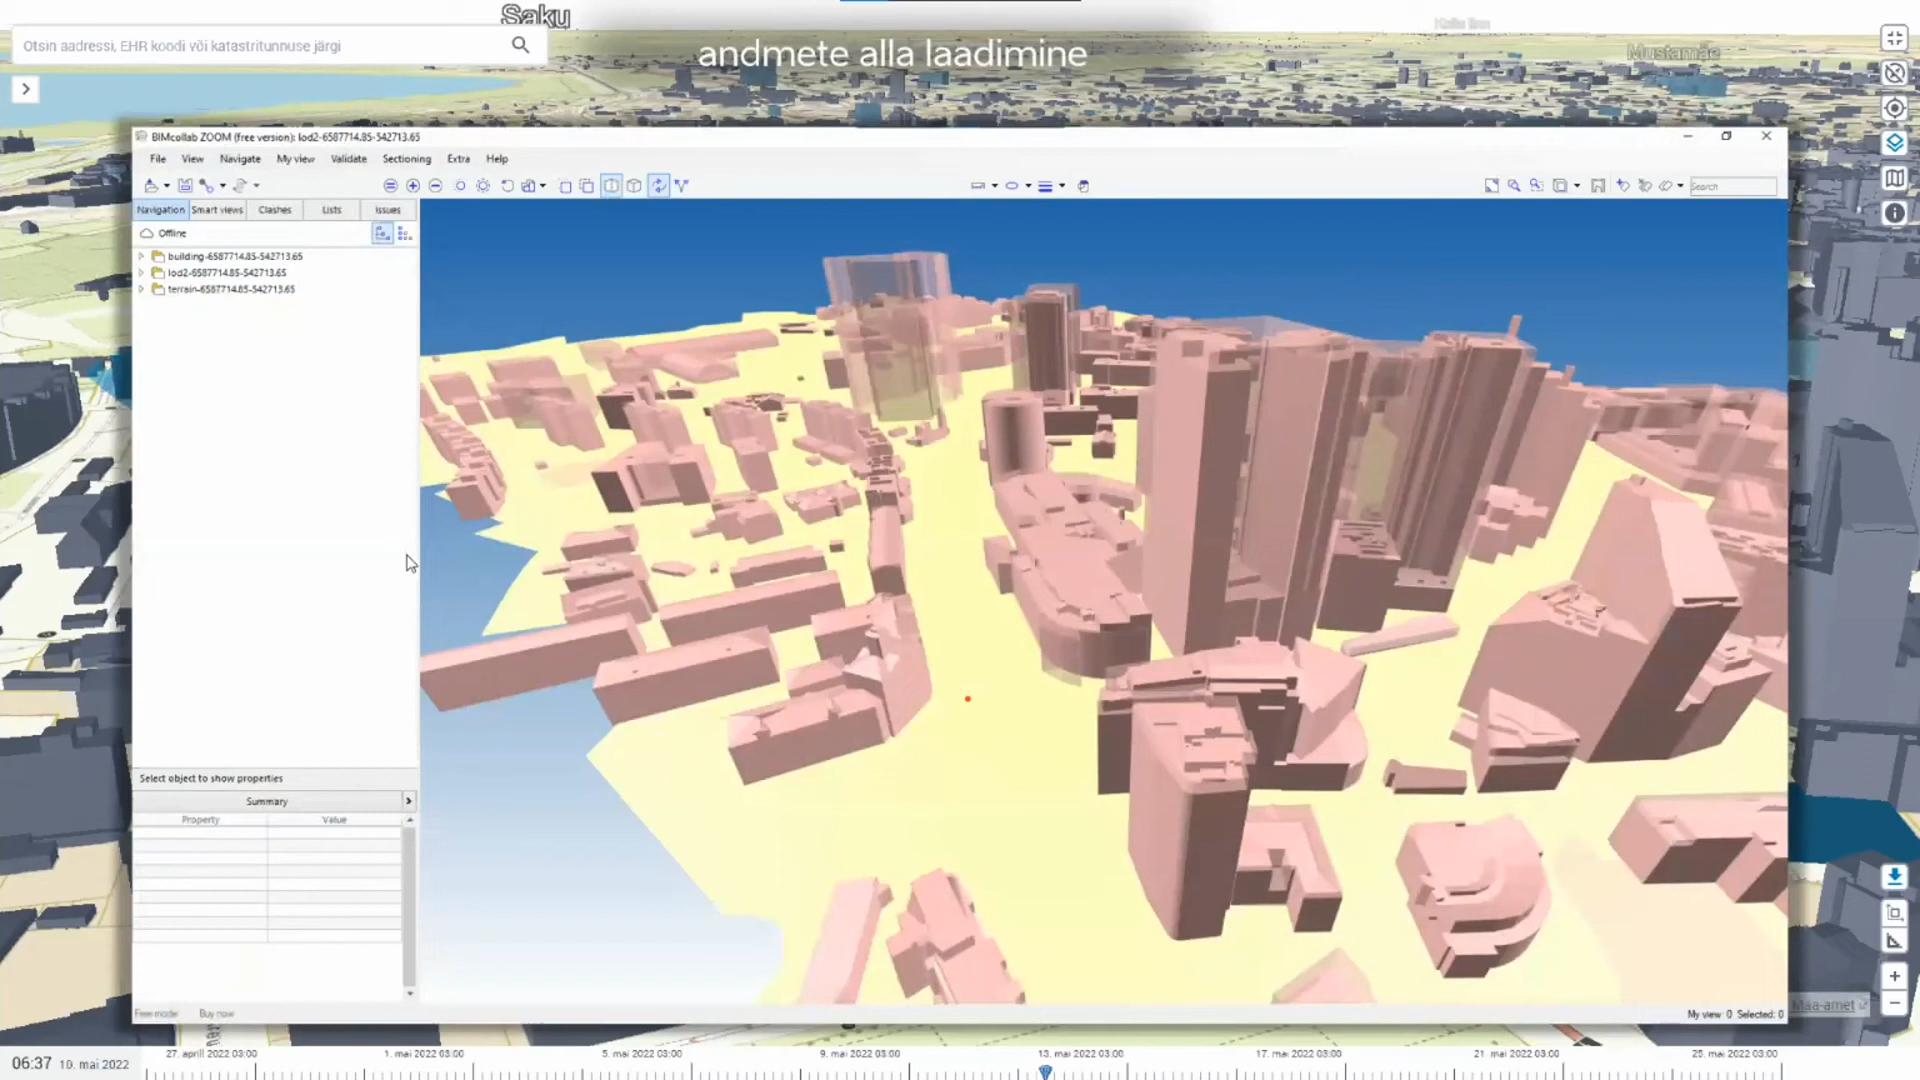 Saku
Kalla linn
Mustamäe
Otsin aadressi, EHR koodi või katastritunnuse järgi
andmete alla laadimine
BIMcollab ZOOM (free version): lod2-6587714.85-542713.65
File View Navigate My view Validate Sectioning Extra Help
Search
Navigation Smart views Clashes Lists Issues
Offline
building-6587714.85-542713.65
lod2-6587714.85-542713.65
terrain-6587714.85-542713.65
Select object to show properties
Summary
Property Value
Free mode Buy now
My view: 0 Selected: 0
Maa-amet
06:37 10. mai 2022
27. aprill 2022 03:00 1. mai 2022 03:00 5. mai 2022 03:00 9. mai 2022 03:00 13. mai 2022 03:00 17. mai 2022 03:00 21. mai 2022 03:00 25. mai 2022 03:00